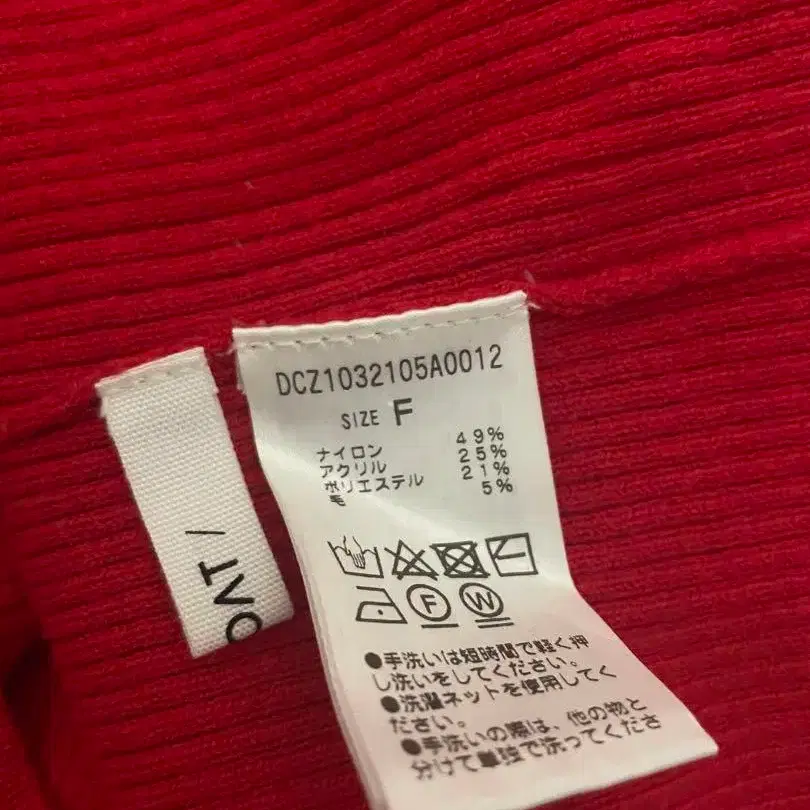 DCZ1032105A0012
SIZE F
ナイロン 49%
アクリル 25%
ポリエステル 21%
毛 5%
F W
●手洗いは短時間で軽く押
し洗いをしてください。
●洗濯ネットを使用してく
ださい。
●手洗いの際は、他の物と
分けて単独で洗ってくださ